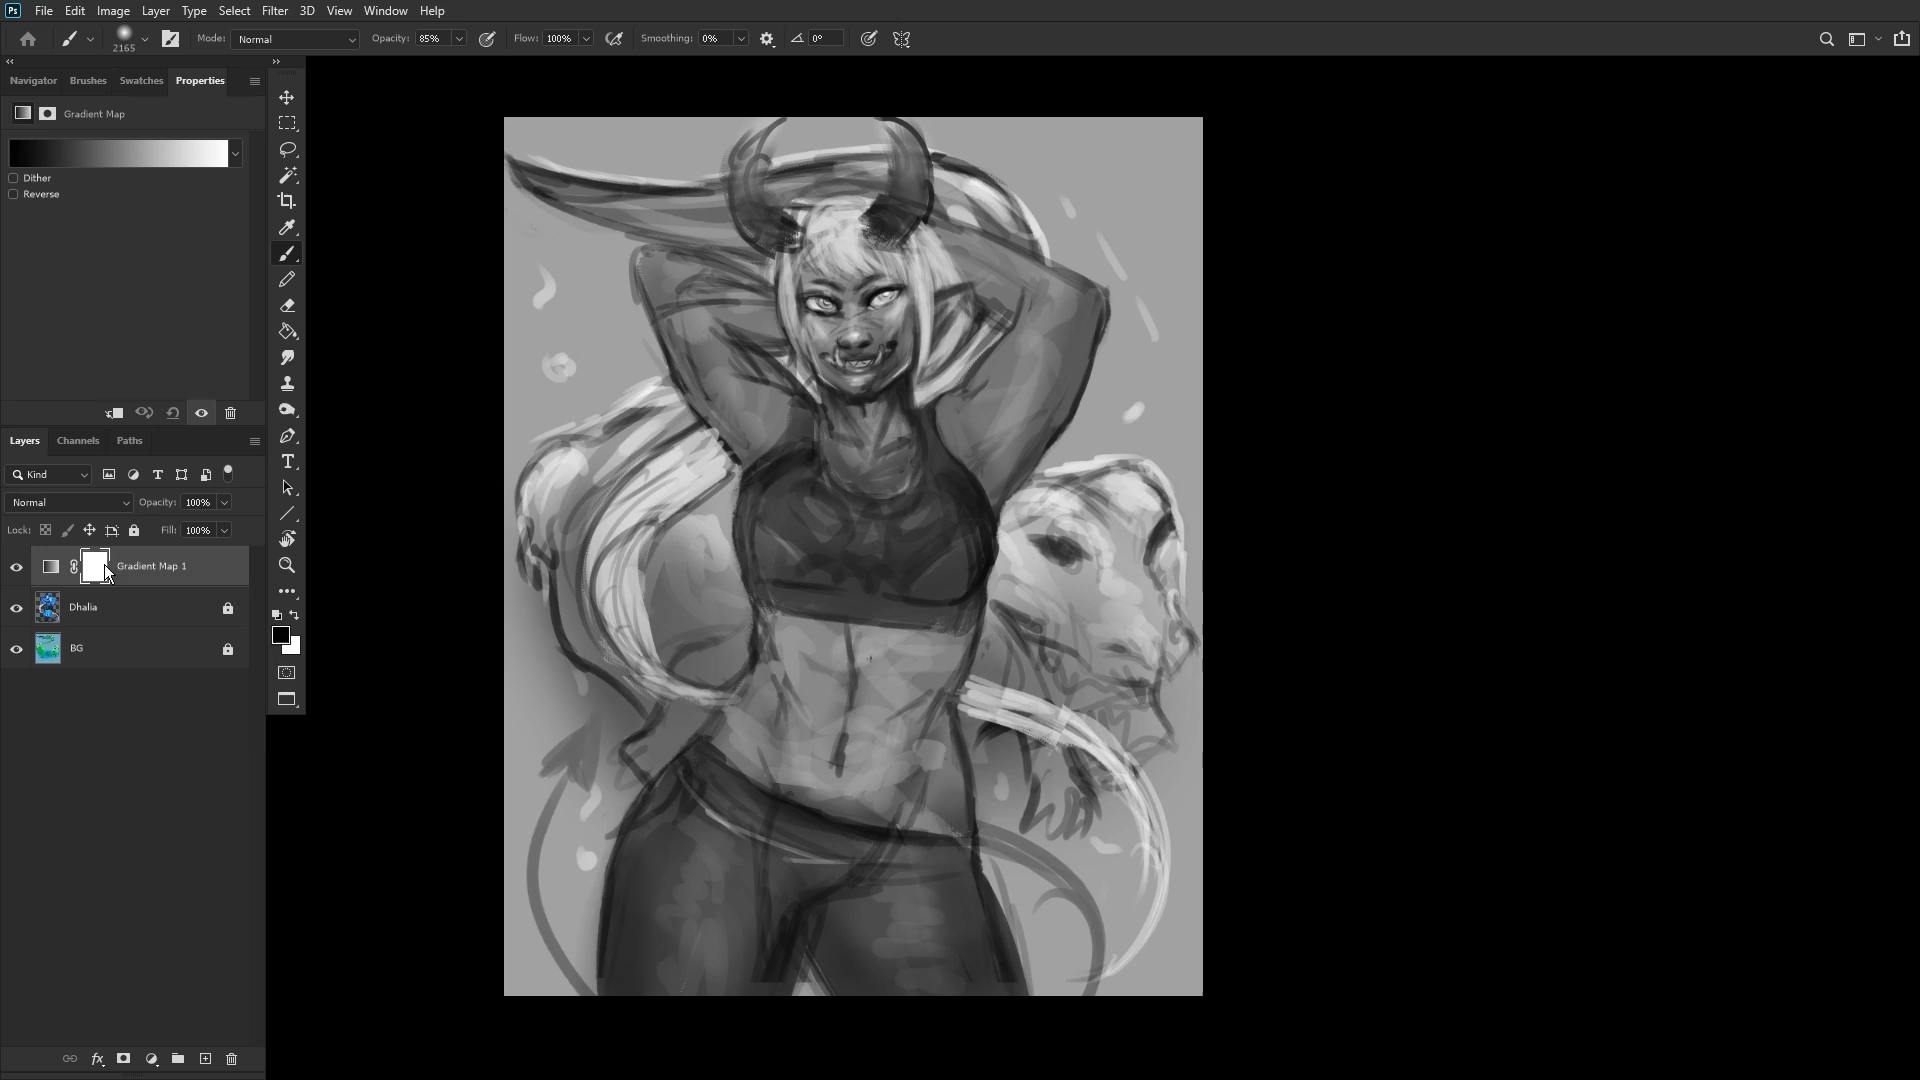 Ps File Edit Image Layer Type Select Filter 3D View Window Help
2165 Mode: Normal Opacity: 85% Flow: 100% Smoothing: 0% 0°
Navigator Brushes Swatches Properties
Gradient Map
Dither
Reverse
Layers Channels Paths
Kind
Normal Opacity: 100%
Lock: Fill: 100%
Gradient Map 1
Dhalia
BG
fx